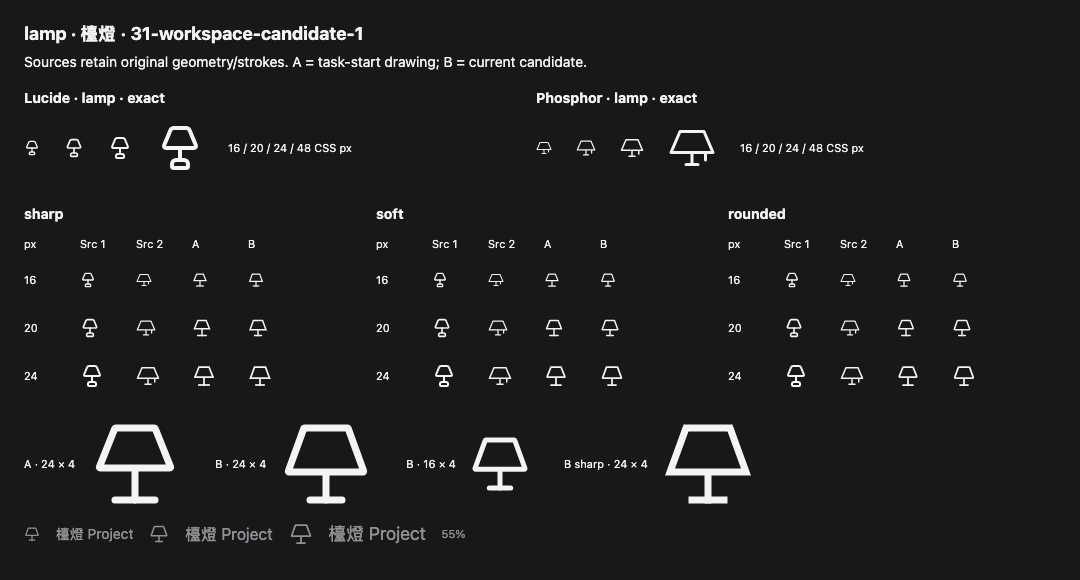 lamp · 檯燈 · 31-workspace-candidate-1
Sources retain original geometry/strokes. A = task-start drawing; B = current candidate.
Lucide · lamp · exact
Phosphor · lamp · exact
16 / 20 / 24 / 48 CSS px
16 / 20 / 24 / 48 CSS px
sharp
soft
rounded
px Src 1 Src 2 A B
px Src 1 Src 2 A B
px Src 1 Src 2 A B
16
16
16
20
20
20
24
24
24
A · 24 × 4
B · 24 × 4
B · 16 × 4
B sharp · 24 × 4
檯燈 Project
檯燈 Project
檯燈 Project
55%